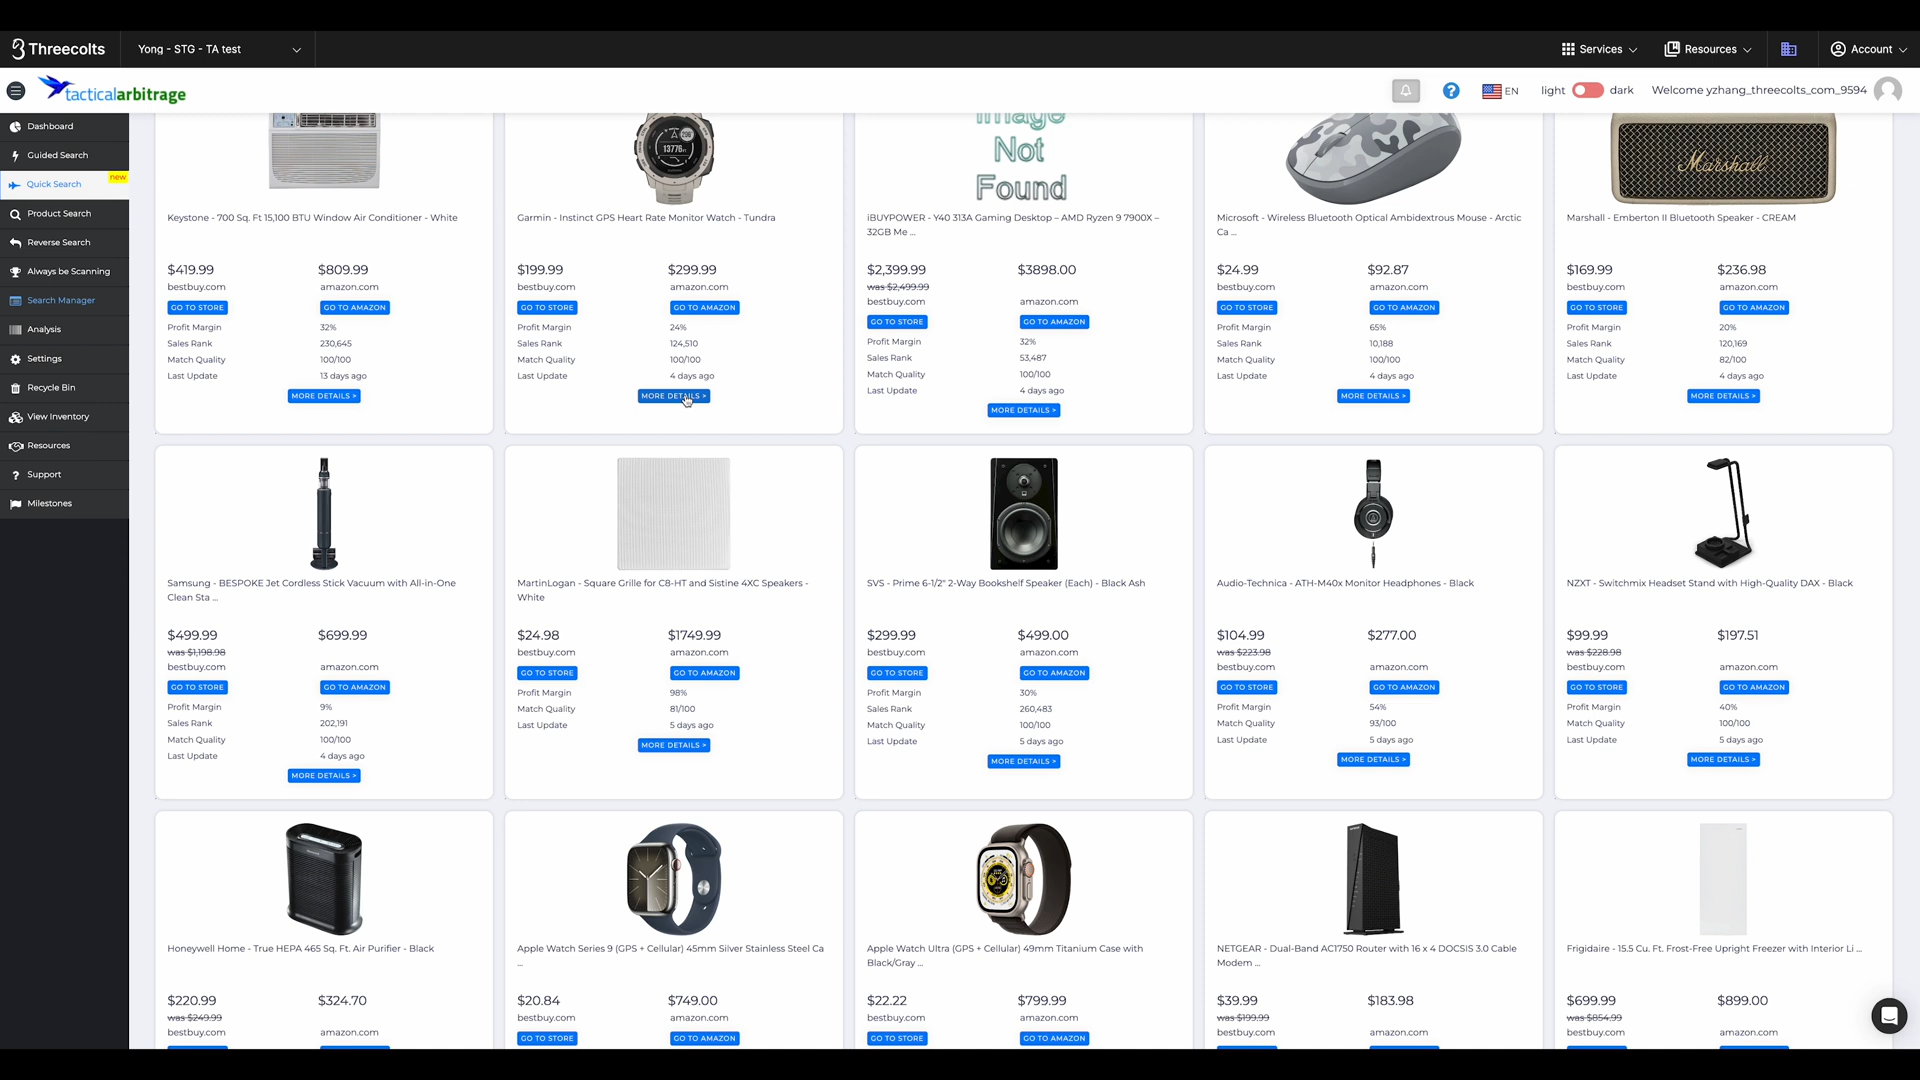 Threecolts
Yong - STG - TA test
Services
Resources
Account
tacticalarbitrage
EN
light
dark
Welcome yzhang_threecolts_com_9594
Dashboard
Guided Search
Quick Search
new
Product Search
Reverse Search
Always be Scanning
Search Manager
Analysis
Settings
Recycle Bin
View Inventory
Resources
Support
Milestones
Keystone - 700 Sq. Ft 15,100 BTU Window Air Conditioner - White
$419.99 $809.99
bestbuy.com amazon.com
GO TO STORE GO TO AMAZON
Profit Margin 32%
Sales Rank 230,645
Match Quality 100/100
Last Update 13 days ago
MORE DETAILS >
Garmin - Instinct GPS Heart Rate Monitor Watch - Tundra
$199.99 $299.99
bestbuy.com amazon.com
GO TO STORE GO TO AMAZON
Profit Margin 24%
Sales Rank 124,510
Match Quality 100/100
Last Update 4 days ago
MORE DETAILS >
Image
Not
Found
iBUYPOWER - Y40 313A Gaming Desktop – AMD Ryzen 9 7900X –
32GB Me ...
$2,399.99 $3898.00
was $2,499.99
bestbuy.com amazon.com
GO TO STORE GO TO AMAZON
Profit Margin 32%
Sales Rank 53,487
Match Quality 100/100
Last Update 4 days ago
MORE DETAILS >
Microsoft - Wireless Bluetooth Optical Ambidextrous Mouse - Arctic
Ca ...
$24.99 $92.87
bestbuy.com amazon.com
GO TO STORE GO TO AMAZON
Profit Margin 65%
Sales Rank 10,188
Match Quality 100/100
Last Update 4 days ago
MORE DETAILS >
Marshall
Marshall - Emberton II Bluetooth Speaker - CREAM
$169.99 $236.98
bestbuy.com amazon.com
GO TO STORE GO TO AMAZON
Profit Margin 20%
Sales Rank 120,169
Match Quality 82/100
Last Update 4 days ago
MORE DETAILS >
Samsung - BESPOKE Jet Cordless Stick Vacuum with All-in-One
Clean Sta ...
$499.99 $699.99
was $1,198.98
bestbuy.com amazon.com
GO TO STORE GO TO AMAZON
Profit Margin 9%
Sales Rank 202,191
Match Quality 100/100
Last Update 4 days ago
MORE DETAILS >
MartinLogan - Square Grille for C8-HT and Sistine 4XC Speakers -
White
$24.98 $1749.99
bestbuy.com amazon.com
GO TO STORE GO TO AMAZON
Profit Margin 98%
Match Quality 81/100
Last Update 5 days ago
MORE DETAILS >
SVS - Prime 6-1/2" 2-Way Bookshelf Speaker (Each) - Black Ash
$299.99 $499.00
bestbuy.com amazon.com
GO TO STORE GO TO AMAZON
Profit Margin 30%
Sales Rank 260,483
Match Quality 100/100
Last Update 5 days ago
MORE DETAILS >
Audio-Technica - ATH-M40x Monitor Headphones - Black
$104.99 $277.00
was $223.98
bestbuy.com amazon.com
GO TO STORE GO TO AMAZON
Profit Margin 54%
Match Quality 93/100
Last Update 5 days ago
MORE DETAILS >
NZXT - Switchmix Headset Stand with High-Quality DAX - Black
$99.99 $197.51
was $228.98
bestbuy.com amazon.com
GO TO STORE GO TO AMAZON
Profit Margin 40%
Match Quality 100/100
Last Update 5 days ago
MORE DETAILS >
Honeywell Home - True HEPA 465 Sq. Ft. Air Purifier - Black
$220.99 $324.70
was $249.99
bestbuy.com amazon.com
Apple Watch Series 9 (GPS + Cellular) 45mm Silver Stainless Steel Ca
...
$20.84 $749.00
bestbuy.com amazon.com
GO TO STORE GO TO AMAZON
Apple Watch Ultra (GPS + Cellular) 49mm Titanium Case with
Black/Gray ...
$22.22 $799.99
bestbuy.com amazon.com
GO TO STORE GO TO AMAZON
NETGEAR - Dual-Band AC1750 Router with 16 x 4 DOCSIS 3.0 Cable
Modem ...
$39.99 $183.98
was $199.99
bestbuy.com amazon.com
Frigidaire - 15.5 Cu. Ft. Frost-Free Upright Freezer with Interior Li ...
$699.99 $899.00
was $854.99
bestbuy.com amazon.com